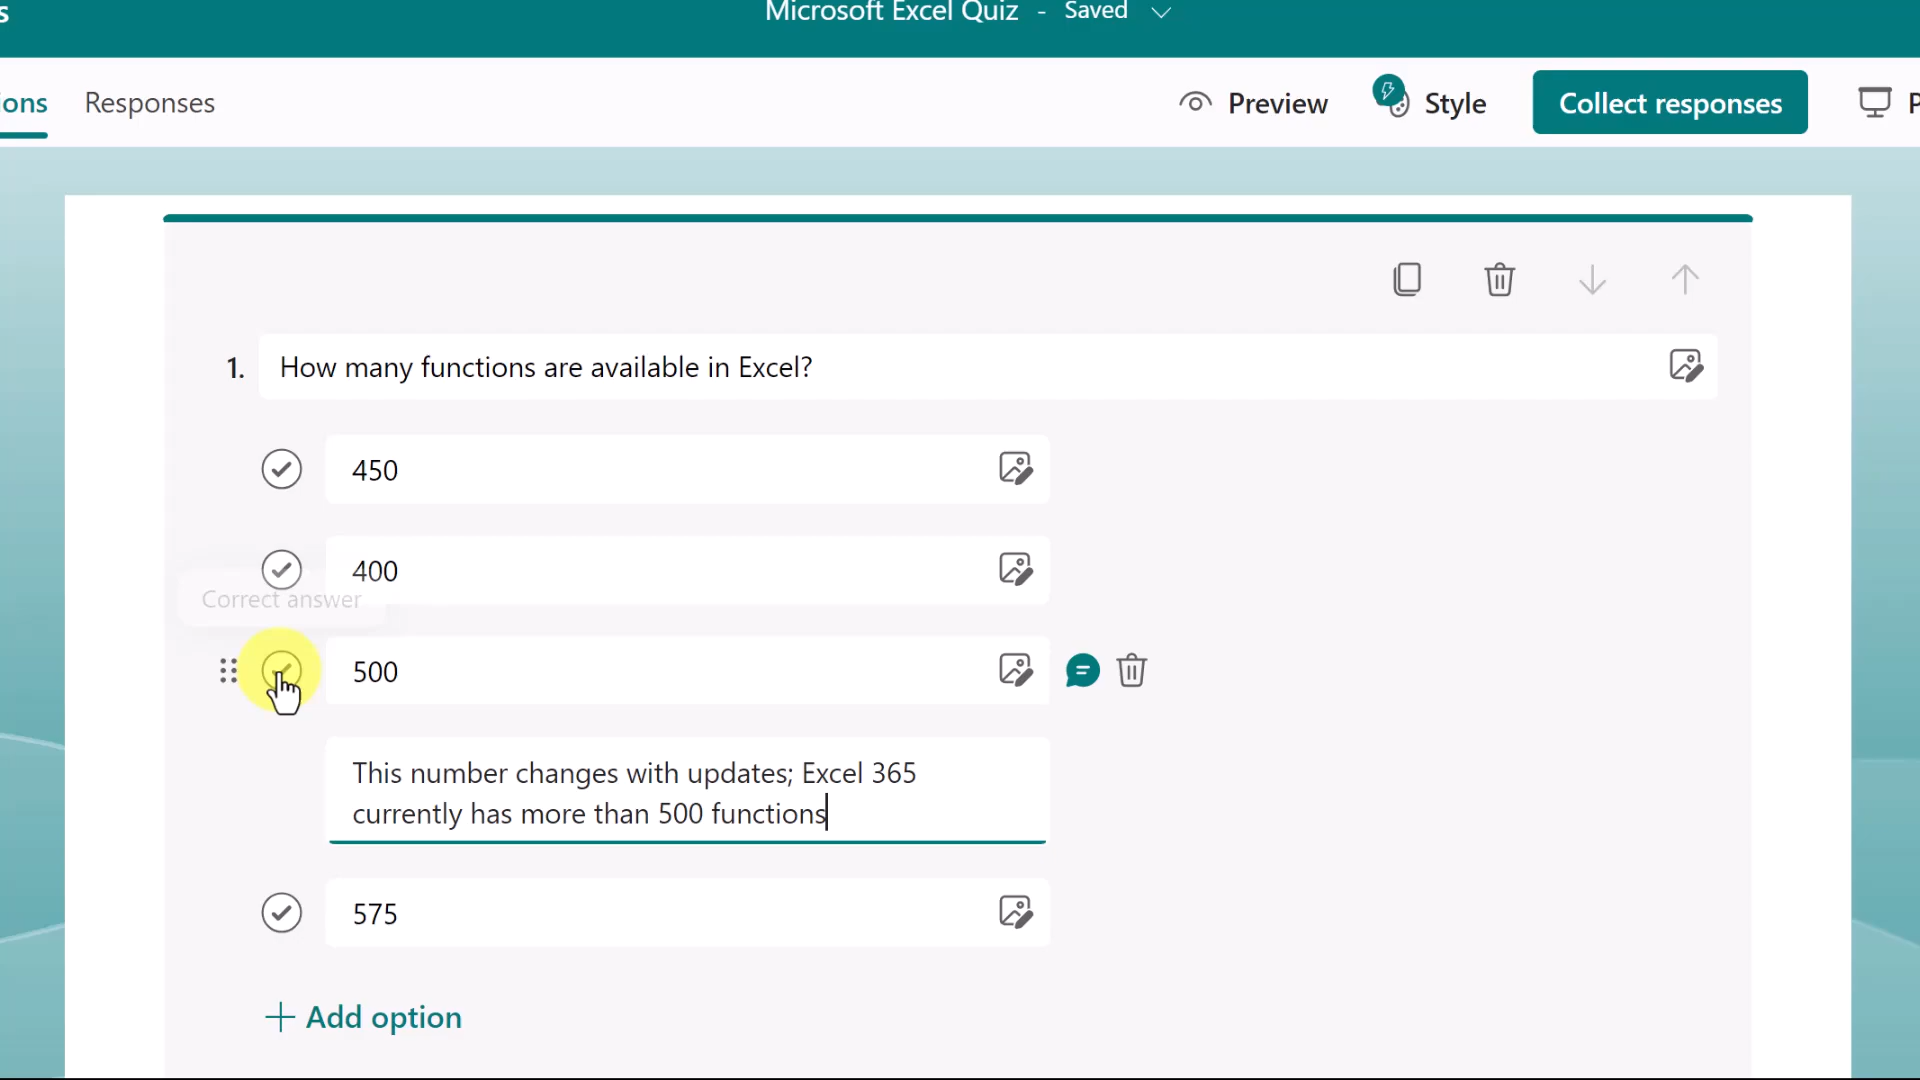 s
Microsoft Excel Quiz - Saved
ions
Responses
Preview
Style
Collect responses
P
1. How many functions are available in Excel?
450
400
Correct answer
500
This number changes with updates; Excel 365
currently has more than 500 functions
575
Add option